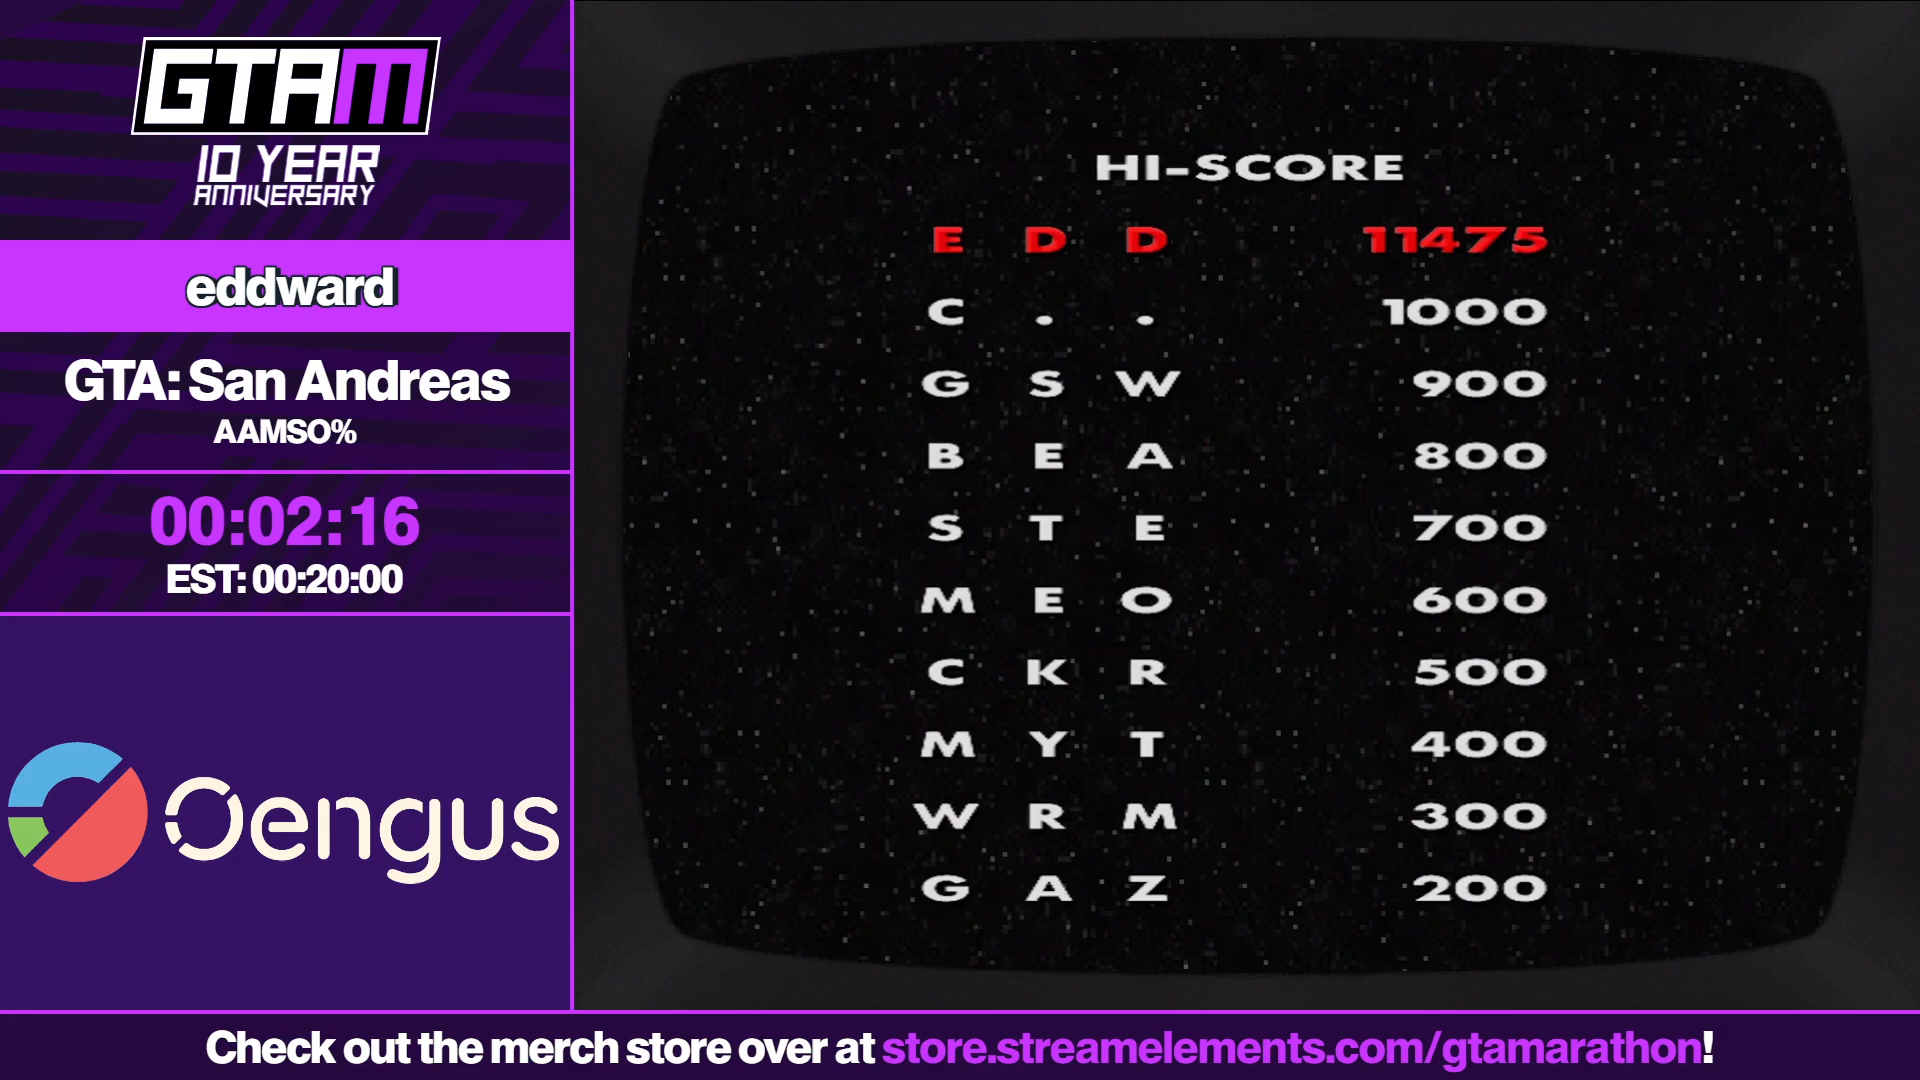 GTAM
10 YEAR
ANNIVERSARY
eddward
GTA: San Andreas
AAMSO%
00:02:16
EST: 00:20:00
Oengus
HI-SCORE
E D D 11475
C . . 1000
G S W 900
B E A 800
S T E 700
M E O 600
C K R 500
M Y T 400
W R M 300
G A Z 200
Check out the merch store over at store.streamelements.com/gtamarathon!